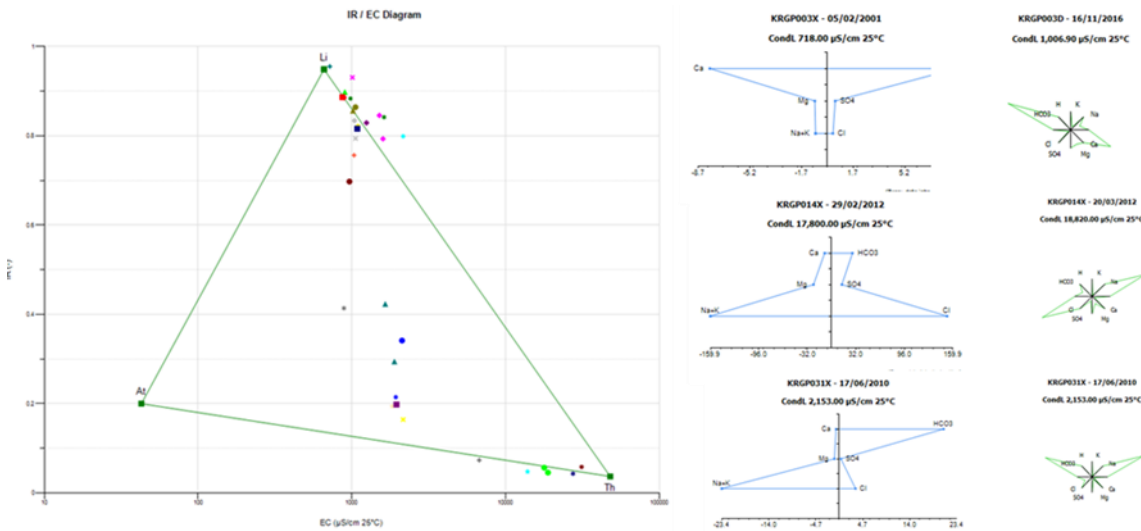 IR / EC Diagram
1
Li
0.8
0.6
0.4
At
0.2
Th
0
10
100
1000
10000
100000
EC (µS/cm 25°C)
KRGP003X - 05/02/2001
CondL 718.00 µS/cm 25°C
Ca
Mg
SO4
Na+K
Cl
-8.7
-5.2
-1.7
1.7
5.2
KRGP003D - 16/11/2016
CondL 1,006.90 µS/cm 25°C
H
K
HCO3
Na
Cl
Ca
SO4
Mg
KRGP014X - 29/02/2012
CondL 17,800.00 µS/cm 25°C
Ca
HCO3
Mg
SO4
Na+K
Cl
-159.9
-96.0
-32.0
32.0
96.0
159.9
KRGP014X - 20/03/2012
CondL 18,820.00 µS/cm 25°C
H
K
HCO3
Na
Cl
Ca
SO4
Mg
KRGP031X - 17/06/2010
CondL 2,153.00 µS/cm 25°C
Ca
HCO3
Mg
SO4
Na+K
Cl
-23.4
-14.0
-4.7
4.7
14.0
23.4
KRGP031X - 17/06/2010
CondL 2,153.00 µS/cm 25°C
H
K
HCO3
Na
Cl
Ca
SO4
Mg